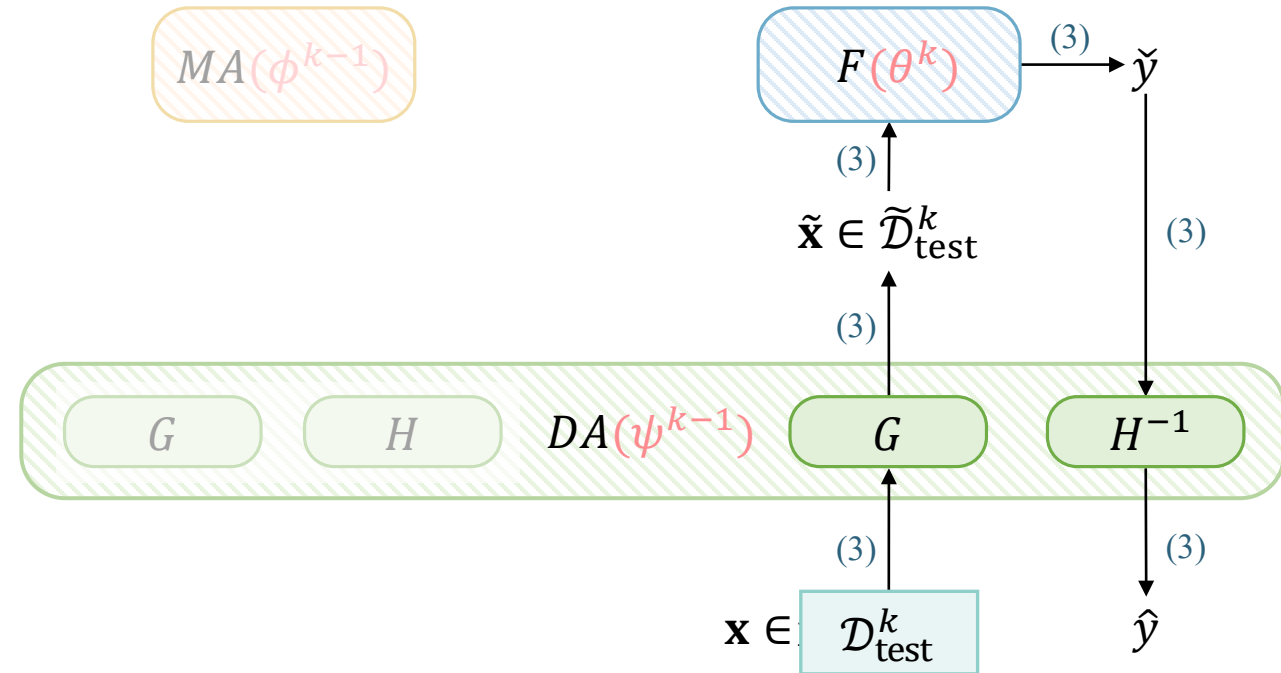 MA(ϕ^{k−1})
F(θ^k)
(3)
y̌
(3)
x̃ ∈ 𝒟̃^k_test
(3)
(3)
G
H
DA(ψ^{k−1})
G
H^{−1}
(3)
(3)
x ∈
𝒟^k_test
ŷ